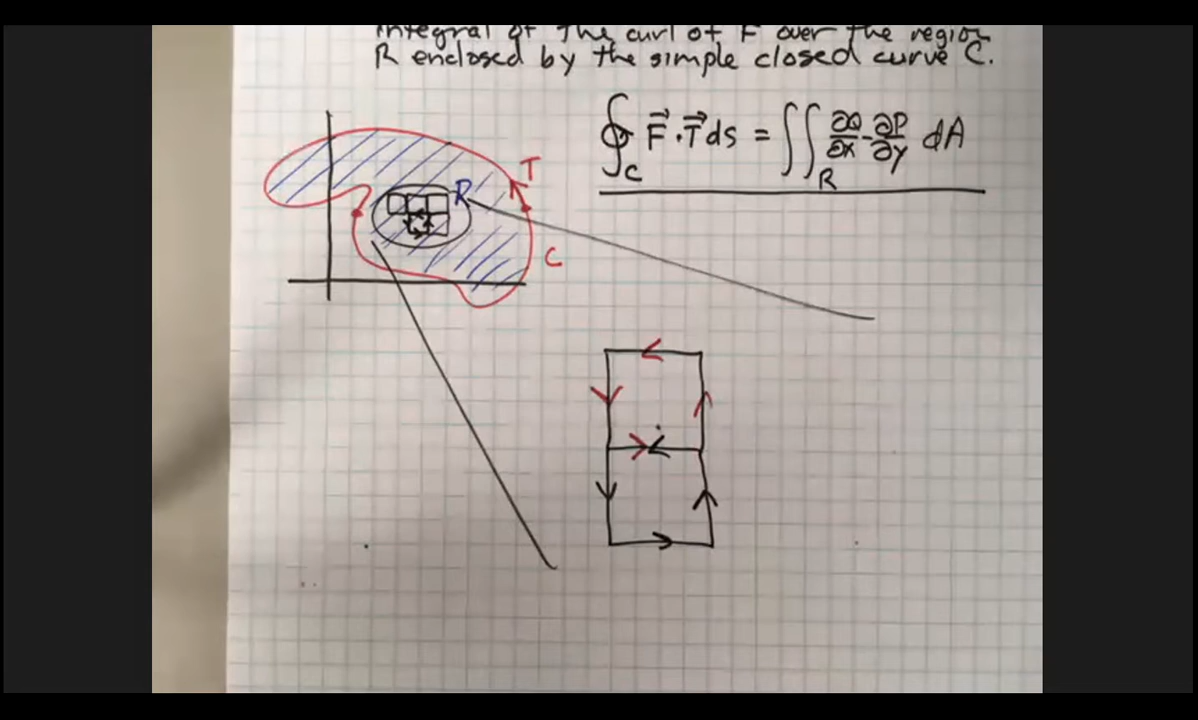 integral of the curl of F over the region
R enclosed by the simple closed curve C.
∮_C F⃗·T⃗ ds = ∬_R ∂Q/∂x - ∂P/∂y dA
T
R
C